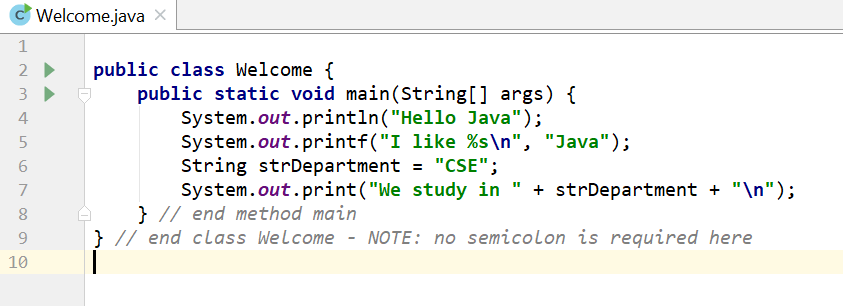 Welcome.java
1
2 public class Welcome {
3     public static void main(String[] args) {
4         System.out.println("Hello Java");
5         System.out.printf("I like %s\n", "Java");
6         String strDepartment = "CSE";
7         System.out.print("We study in " + strDepartment + "\n");
8     } // end method main
9 } // end class Welcome - NOTE: no semicolon is required here
10